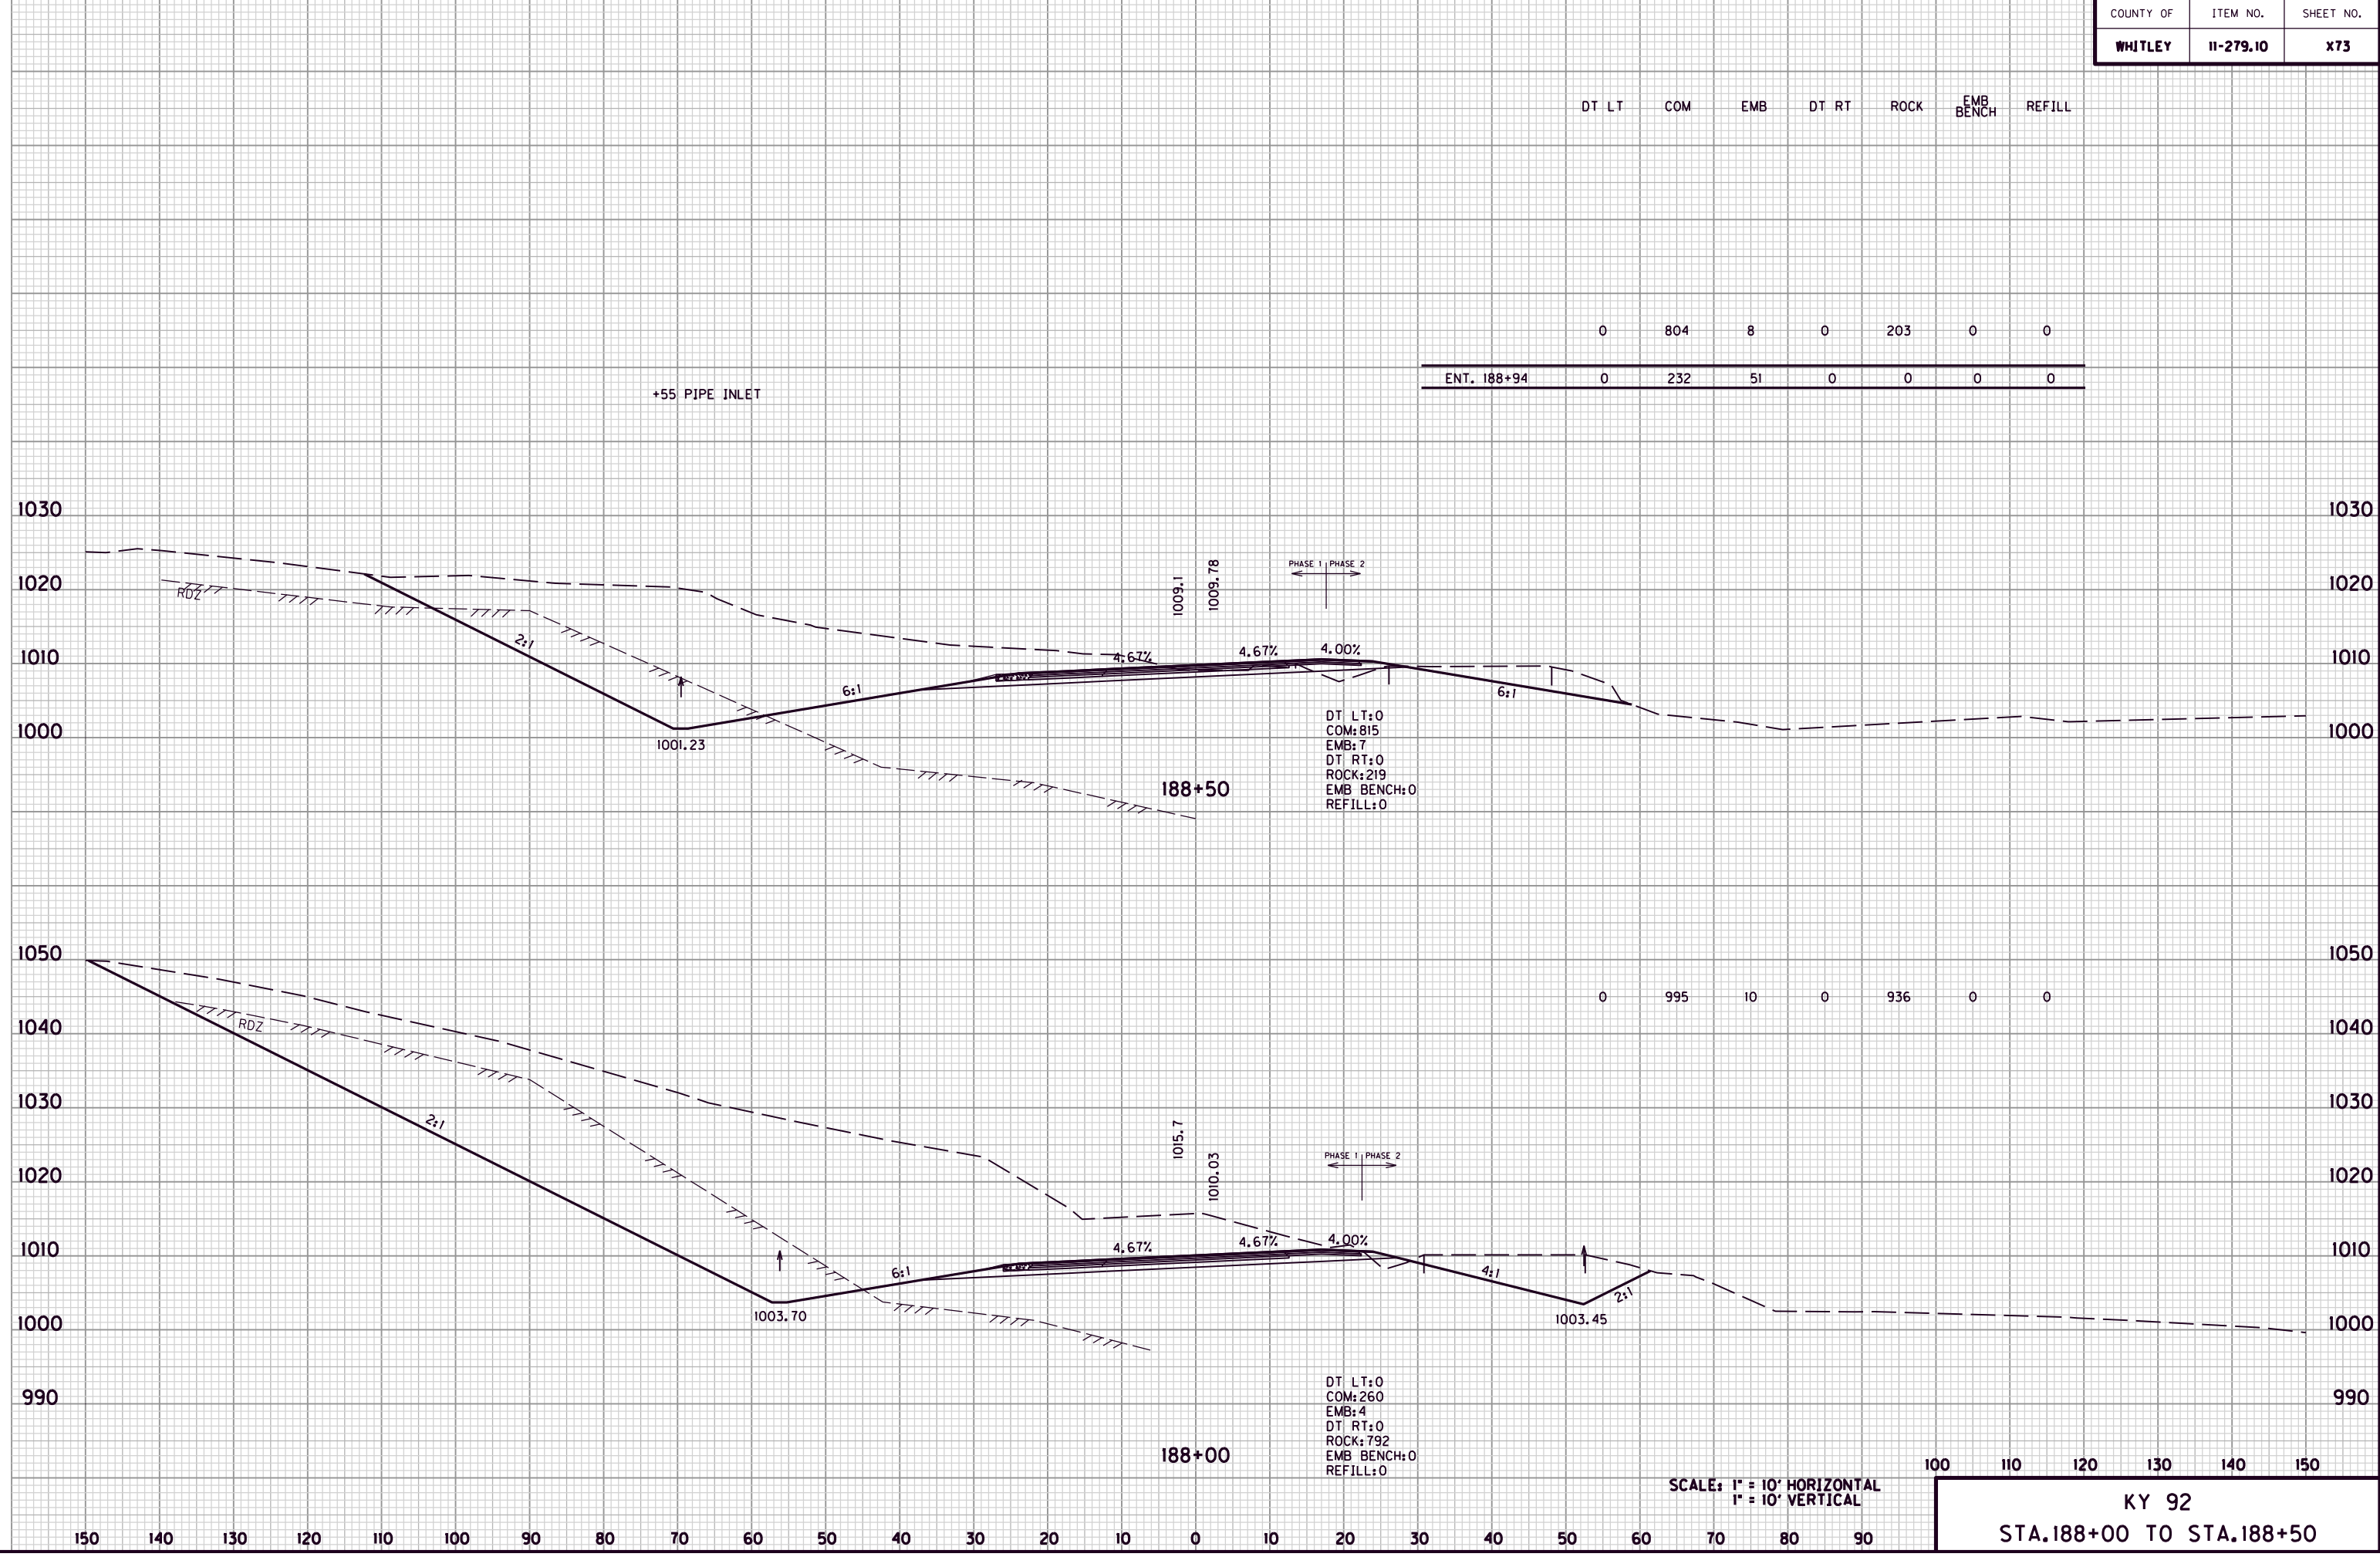 COUNTY OF ITEM NO. SHEET NO.
WHITLEY 11-279.10 X73
DT LT COM EMB DT RT ROCK EMB BENCH REFILL
0 804 8 0 203 0 0
ENT. 188+94 0 232 51 0 0 0 0
+55 PIPE INLET
1030 1030
1020 1020
1010 1010
1000 1000
RDZ
2:1
6:1
1001.23
4.67%
4.67%
4.00%
1009.1
1009.78
PHASE 1 PHASE 2
6:1
188+50
DT LT:0
COM:815
EMB:7
DT RT:0
ROCK:219
EMB BENCH:0
REFILL:0
1050 1050
1040 1040
1030 1030
1020 1020
1010 1010
1000 1000
990 990
0 995 10 0 936 0 0
RDZ
2:1
1003.70
6:1
4.67%
4.67%
4.00%
1015.7
1010.03
PHASE 1 PHASE 2
4:1
2:1
1003.45
188+00
DT LT:0
COM:260
EMB:4
DT RT:0
ROCK:792
EMB BENCH:0
REFILL:0
SCALE: 1" = 10' HORIZONTAL
1" = 10' VERTICAL
100 110 120 130 140 150
KY 92
STA.188+00 TO STA.188+50
150 140 130 120 110 100 90 80 70 60 50 40 30 20 10 0 10 20 30 40 50 60 70 80 90